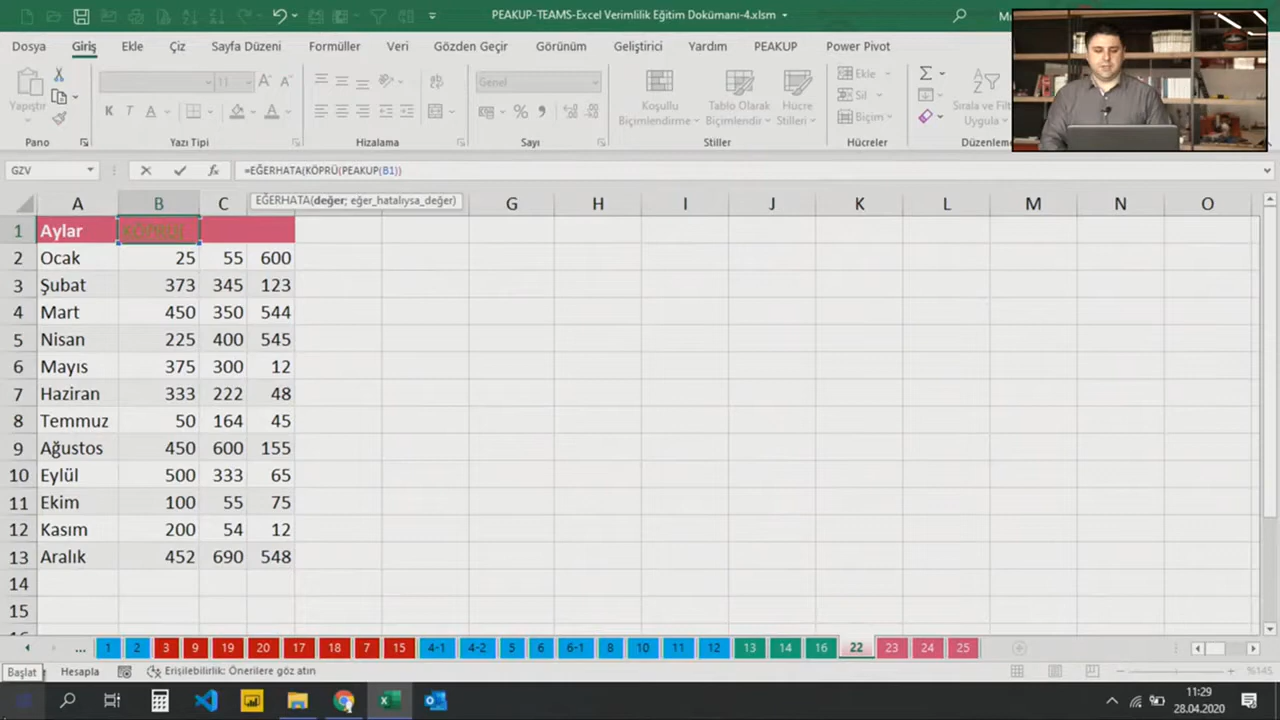 PEAKUP-TEAMS-Excel Verimlilik Eğitim Dokümanı-4.xlsm
Dosya Giriş Ekle Çiz Sayfa Düzeni Formüller Veri Gözden Geçir Görünüm Geliştirici Yardım PEAKUP Power Pivot
Yapıştır
11
K T A
Genel
Koşullu Biçimlendirme
Tablo Olarak Biçimlendir
Hücre Stilleri
Ekle
Sil
Biçim
Sırala ve Filtre Uygula
Pano Yazı Tipi Hizalama Sayı Stiller Hücreler
GZV =EĞERHATA(KÖPRÜ(PEAKUP(B1))
EĞERHATA(değer; eğer_hatalıysa_değer)
A B C G H I J K L M N O
1 Aylar
2 Ocak 25 55 600
3 Şubat 373 345 123
4 Mart 450 350 544
5 Nisan 225 400 545
6 Mayıs 375 300 12
7 Haziran 333 222 48
8 Temmuz 50 164 45
9 Ağustos 450 600 155
10 Eylül 500 333 65
11 Ekim 100 55 75
12 Kasım 200 54 12
13 Aralık 452 690 548
14
15
... 1 2 3 9 19 20 17 18 7 15 4-1 4-2 5 6 6-1 8 10 11 12 13 14 16 22 23 24 25
Başlat Hesapla Erişilebilirlik: Önerilere göz atın %145
11:29
28.04.2020